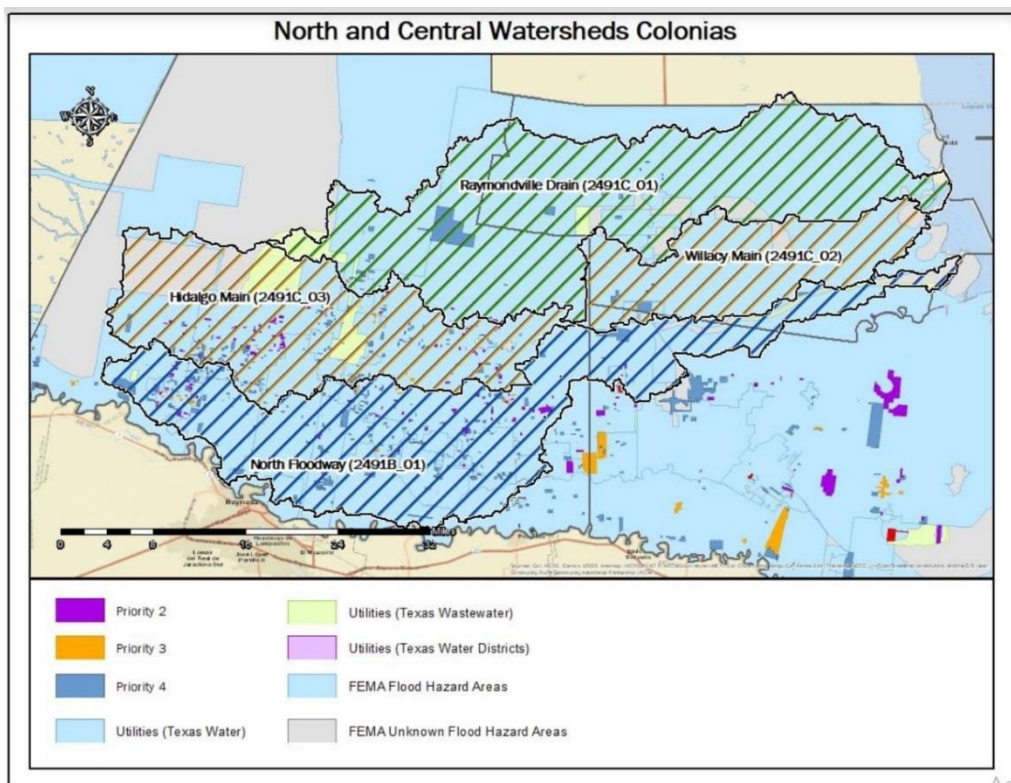 North and Central Watersheds Colonias
N
W E
S
Raymondville Drain (2491C_01)
Willacy Main (2491C_02)
Hidalgo Main (2491C_03)
North Floodway (2491B_01)
Reynosa
Miles
0 4 8 16 24 32
Priority 2
Utilities (Texas Wastewater)
Priority 3
Utilities (Texas Water Districts)
Priority 4
FEMA Flood Hazard Areas
Utilities (Texas Water)
FEMA Unknown Flood Hazard Areas